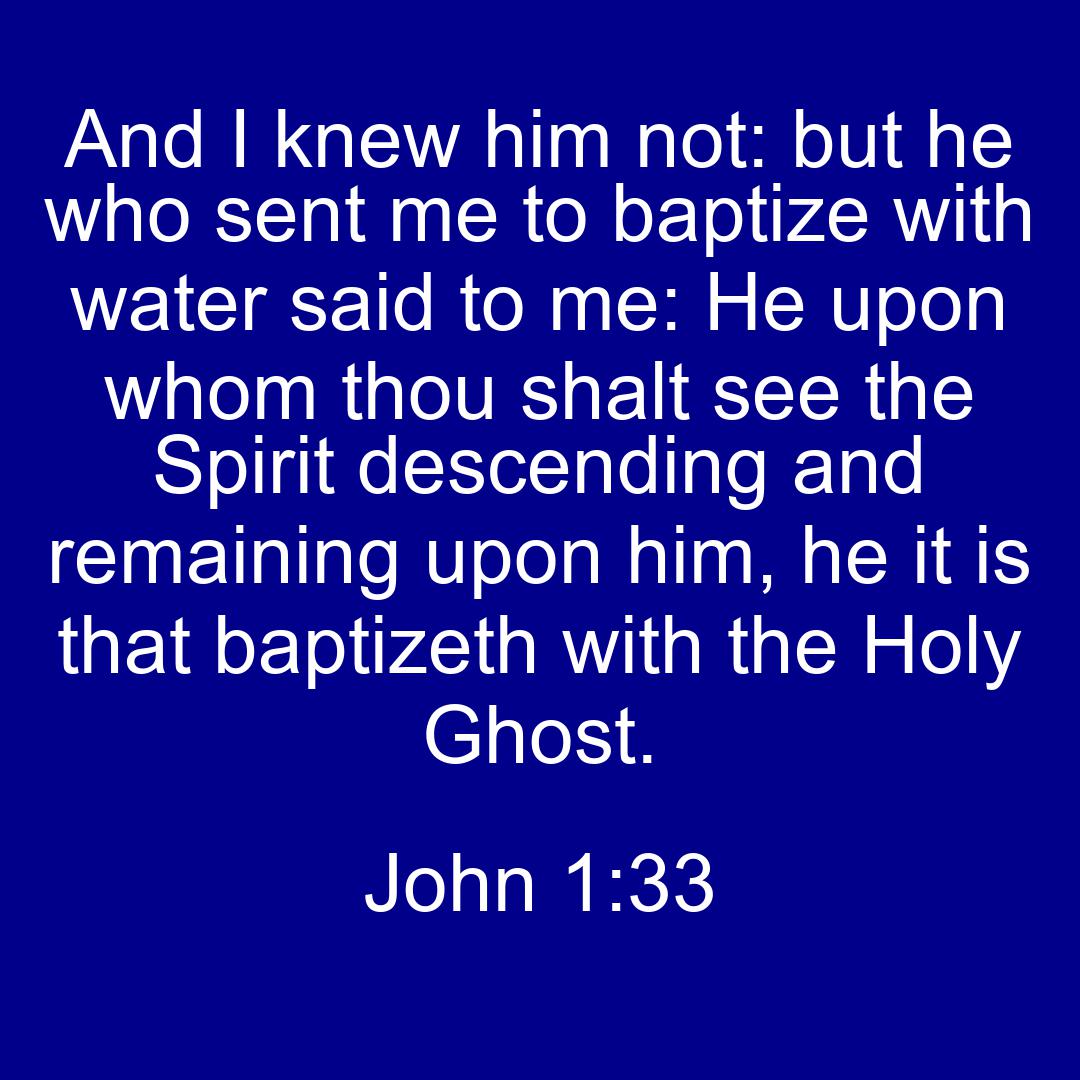 And I knew him not: but he
who sent me to baptize with
water said to me: He upon
whom thou shalt see the
Spirit descending and
remaining upon him, he it is
that baptizeth with the Holy
Ghost.
John 1:33